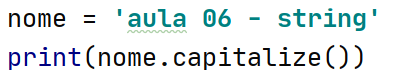 nome = 'aula 06 - string'
print(nome.capitalize())